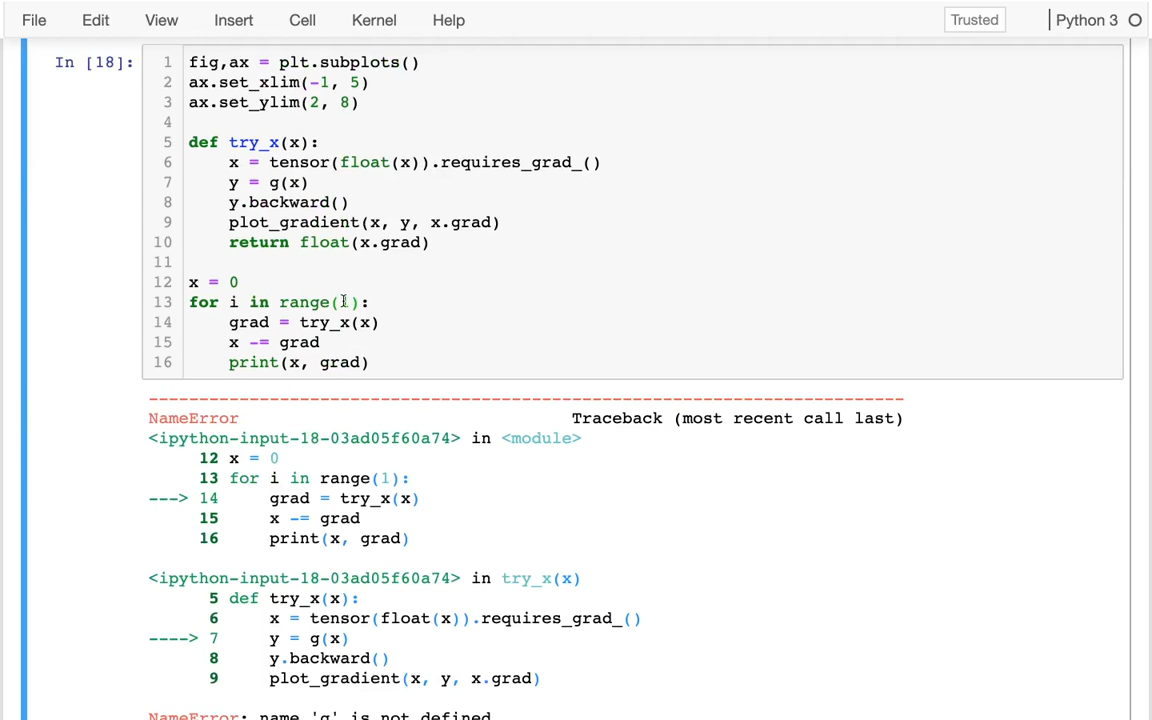 File Edit View Insert Cell Kernel Help Trusted Python 3
In [18]:
1 fig,ax = plt.subplots()
2 ax.set_xlim(-1, 5)
3 ax.set_ylim(2, 8)
4
5 def try_x(x):
6     x = tensor(float(x)).requires_grad_()
7     y = g(x)
8     y.backward()
9     plot_gradient(x, y, x.grad)
10     return float(x.grad)
11
12 x = 0
13 for i in range(1):
14     grad = try_x(x)
15     x -= grad
16     print(x, grad)
---------------------------------------------------------------------------
NameError                                 Traceback (most recent call last)
<ipython-input-18-03ad05f60a74> in <module>
     12 x = 0
     13 for i in range(1):
---> 14     grad = try_x(x)
     15     x -= grad
     16     print(x, grad)
<ipython-input-18-03ad05f60a74> in try_x(x)
      5 def try_x(x):
      6     x = tensor(float(x)).requires_grad_()
----> 7     y = g(x)
      8     y.backward()
      9     plot_gradient(x, y, x.grad)
NameError: name 'g' is not defined